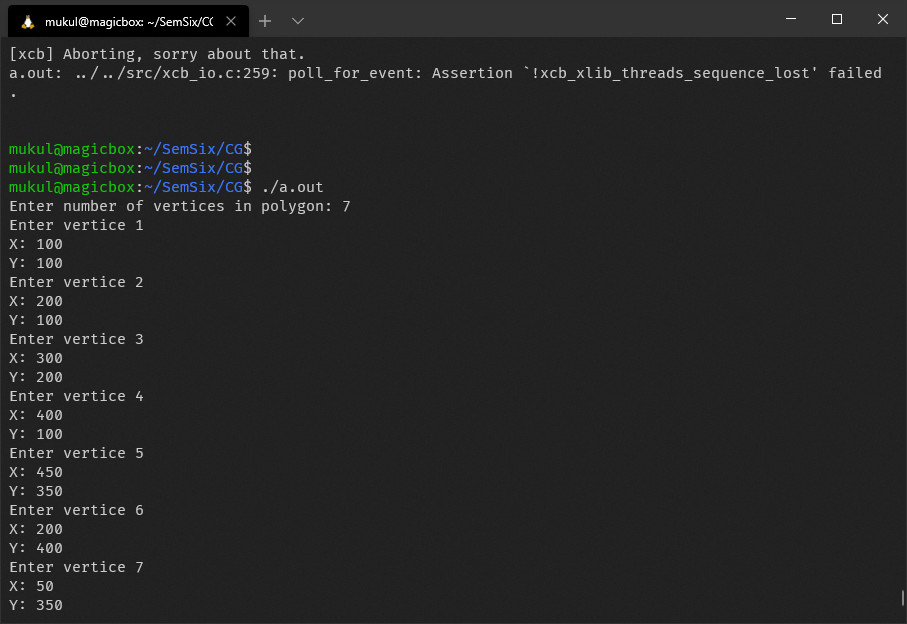 mukul@magicbox: ~/SemSix/CG
[xcb] Aborting, sorry about that.
a.out: ../../src/xcb_io.c:259: poll_for_event: Assertion `!xcb_xlib_threads_sequence_lost' failed
.
mukul@magicbox:~/SemSix/CG$
mukul@magicbox:~/SemSix/CG$
mukul@magicbox:~/SemSix/CG$ ./a.out
Enter number of vertices in polygon: 7
Enter vertice 1
X: 100
Y: 100
Enter vertice 2
X: 200
Y: 100
Enter vertice 3
X: 300
Y: 200
Enter vertice 4
X: 400
Y: 100
Enter vertice 5
X: 450
Y: 350
Enter vertice 6
X: 200
Y: 400
Enter vertice 7
X: 50
Y: 350